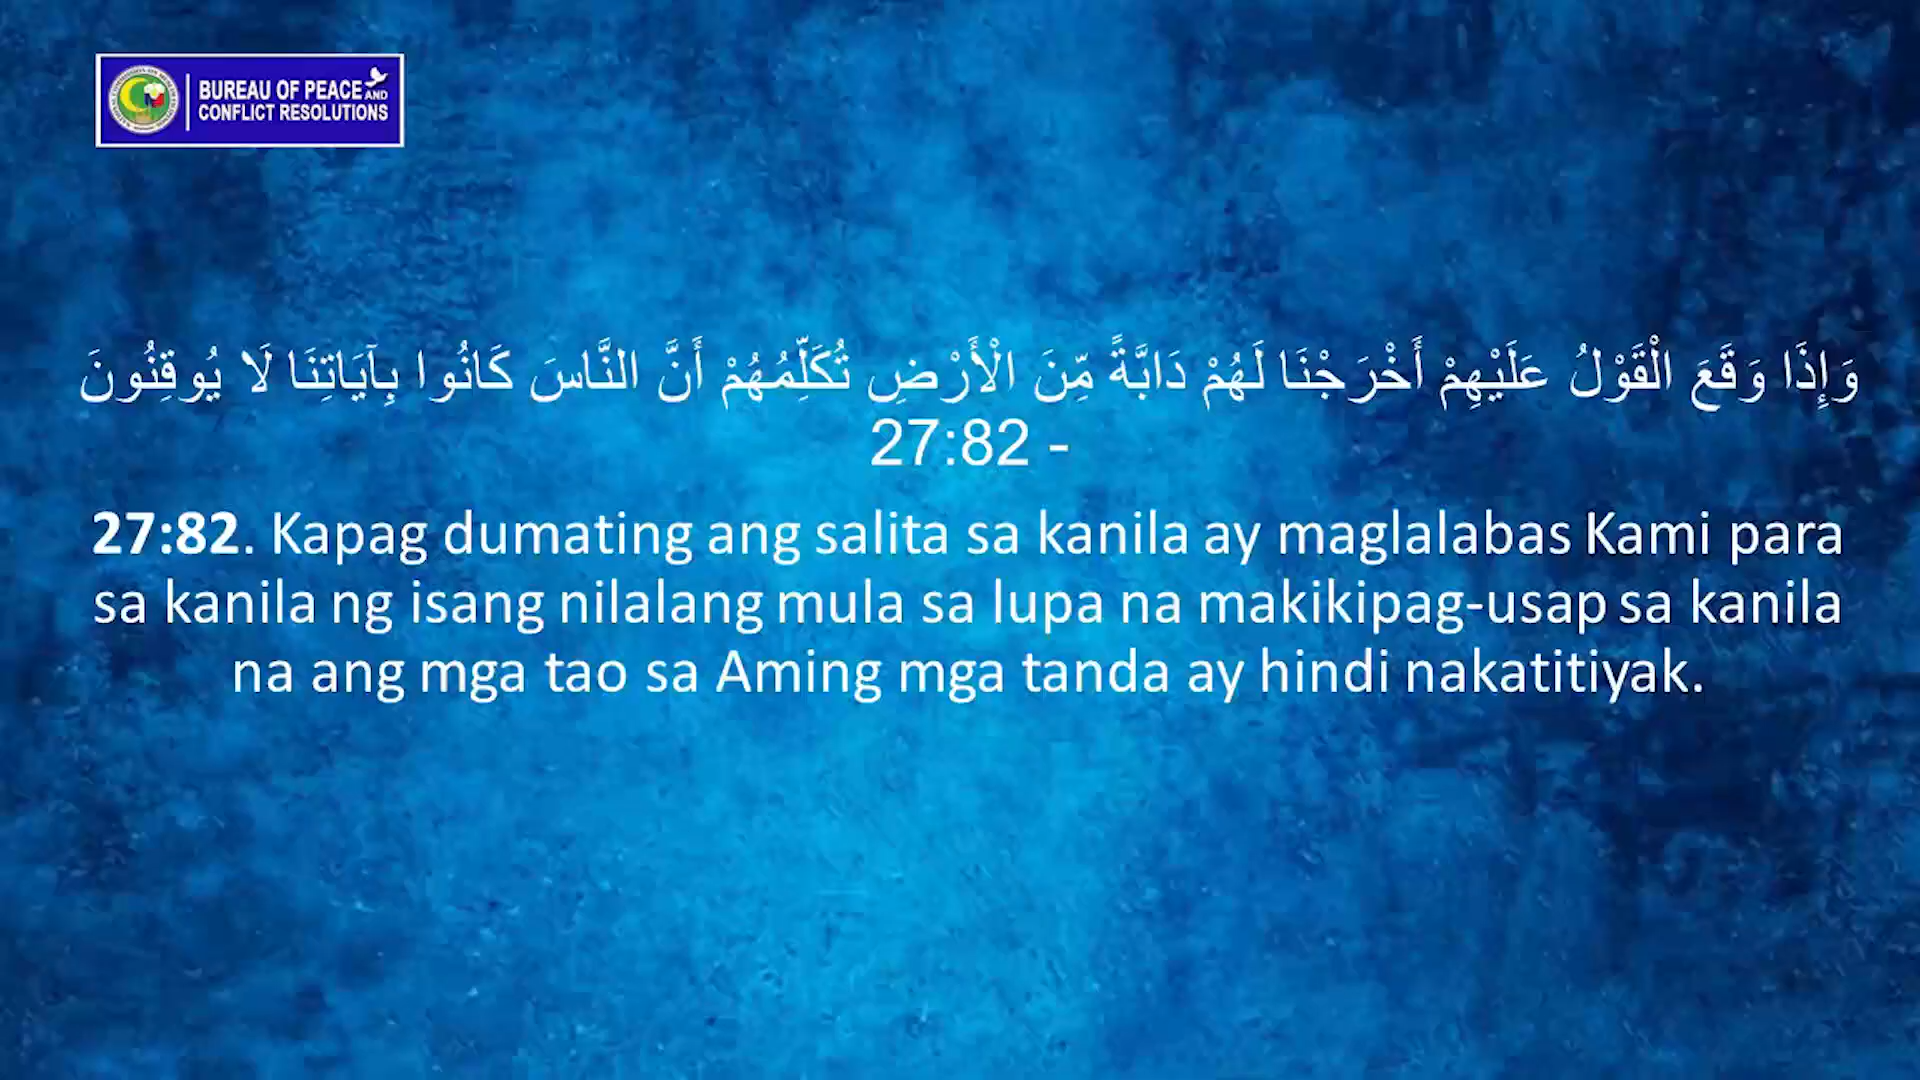 BUREAU OF PEACE AND
CONFLICT RESOLUTIONS
وَإِذَا وَقَعَ الْقَوْلُ عَلَيْهِمْ أَخْرَجْنَا لَهُمْ دَابَّةً مِّنَ الْأَرْضِ تُكَلِّمُهُمْ أَنَّ النَّاسَ كَانُوا بِآيَاتِنَا لَا يُوقِنُونَ
27:82 -
27:82. Kapag dumating ang salita sa kanila ay maglalabas Kami para
sa kanila ng isang nilalang mula sa lupa na makikipag-usap sa kanila
na ang mga tao sa Aming mga tanda ay hindi nakatitiyak.